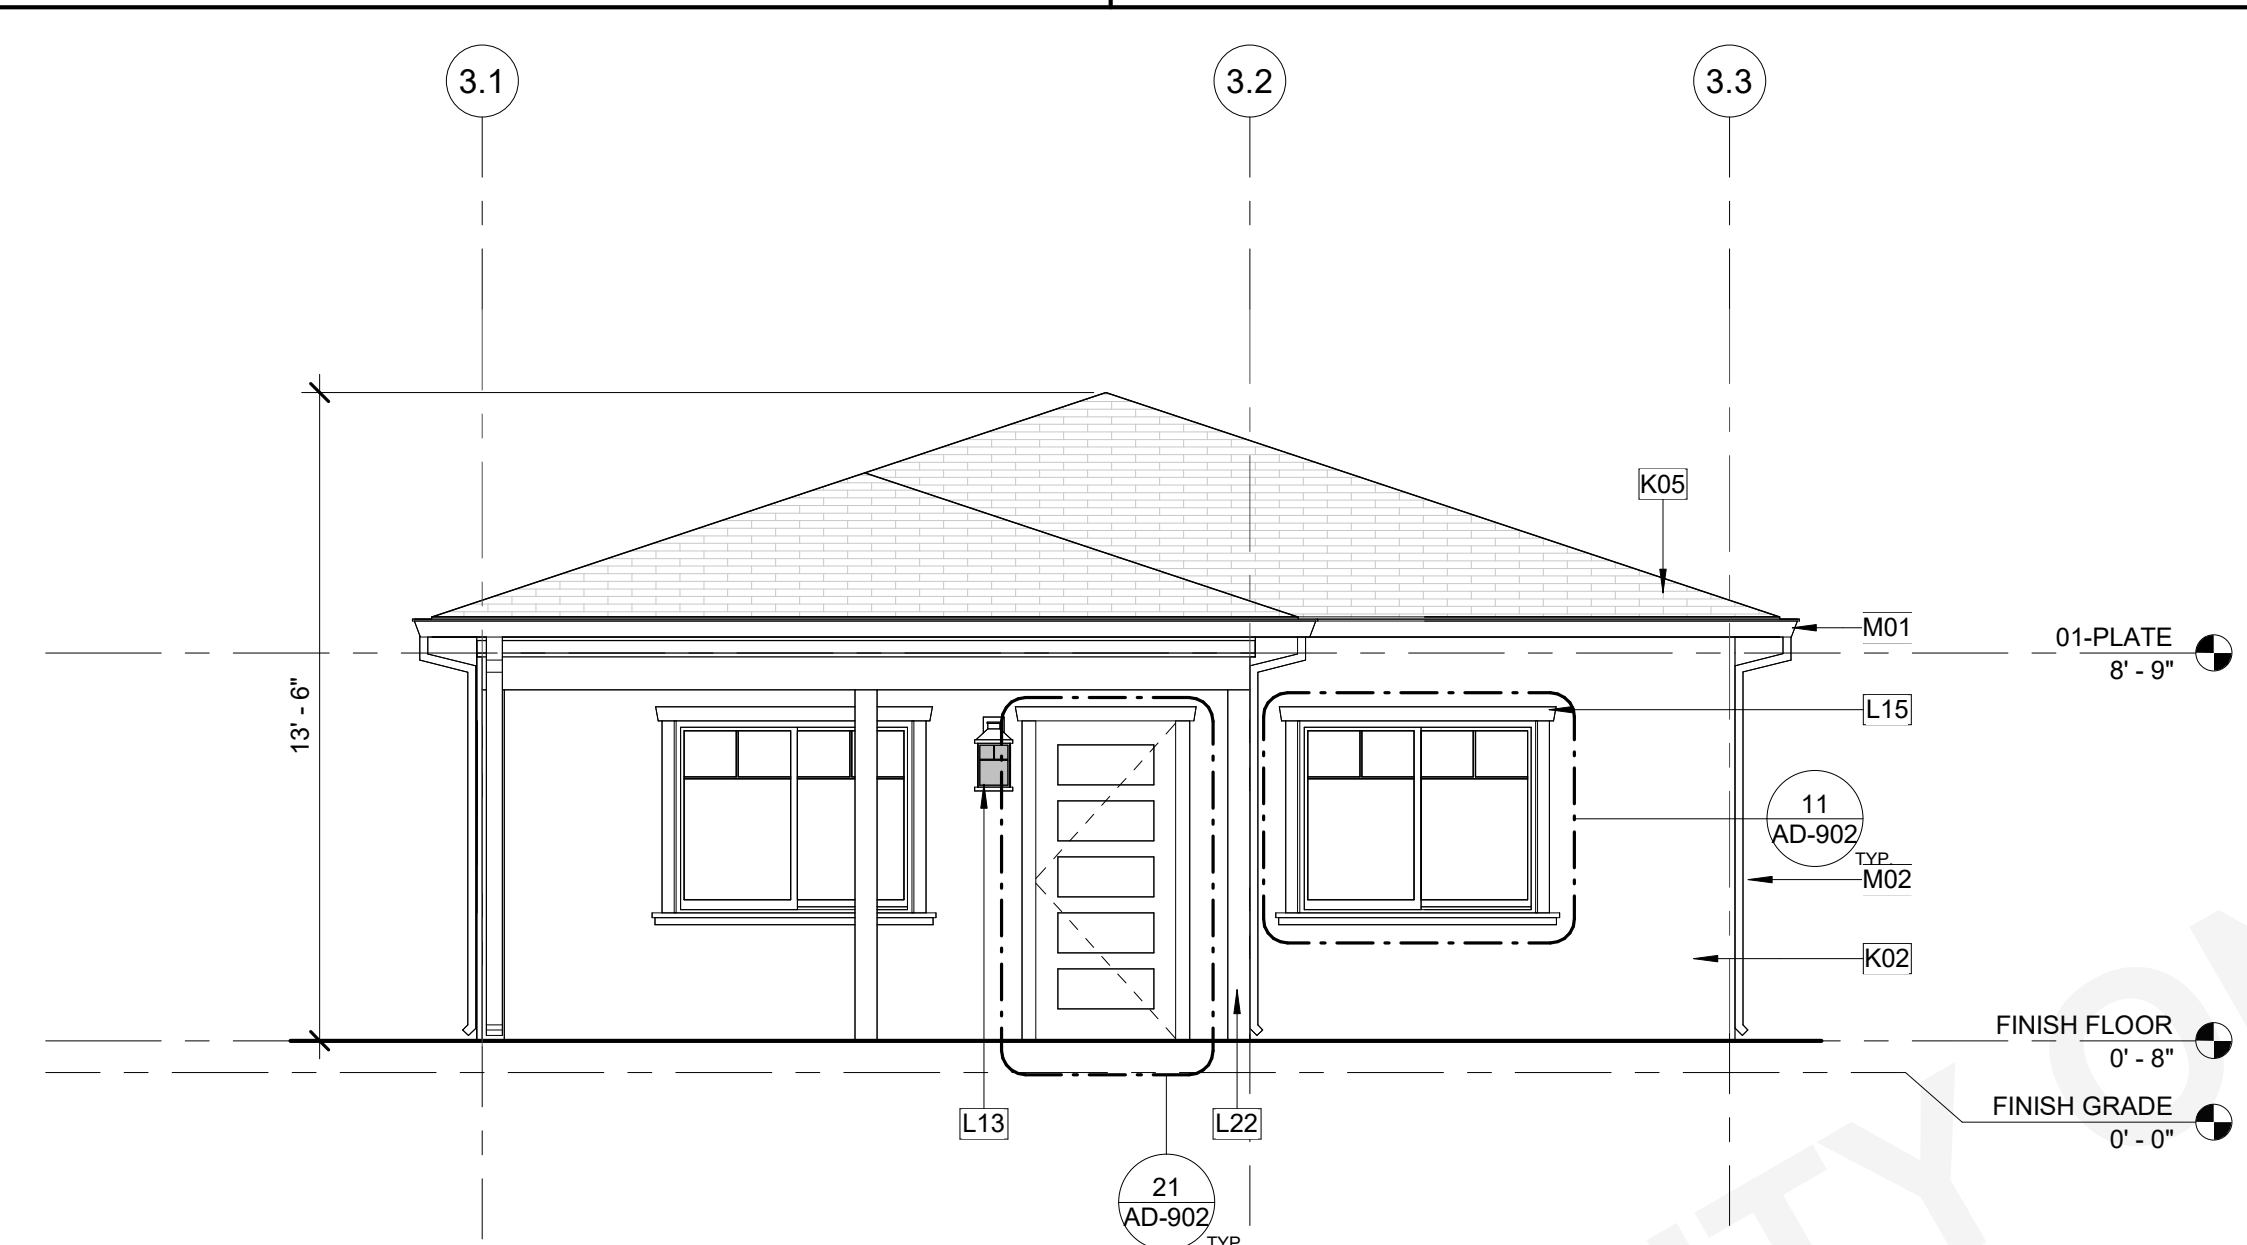 3.1
3.2
3.3
K05
M01
01-PLATE
8' - 9"
13' - 6"
L15
11
AD-902
TYP.
M02
K02
FINISH FLOOR
0' - 8"
FINISH GRADE
0' - 0"
L13
L22
21
AD-902
TYP.